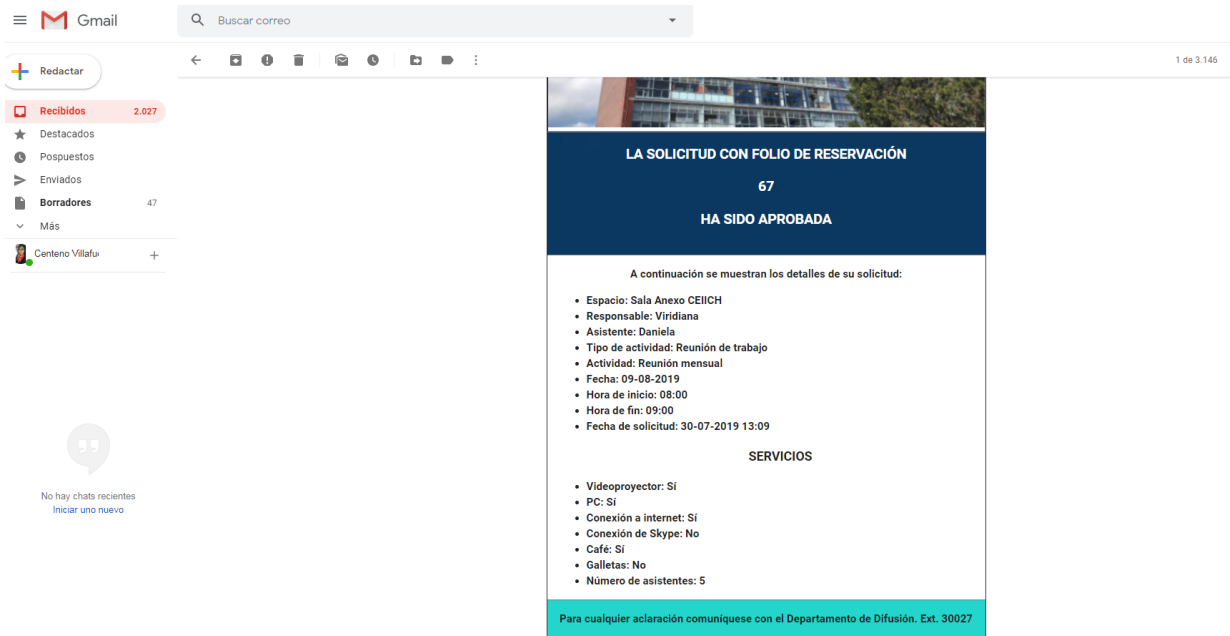 Gmail
Buscar correo
Redactar
1 de 3.146
Recibidos 2.027
Destacados
Pospuestos
Enviados
Borradores 47
Más
Centeno Villafu
LA SOLICITUD CON FOLIO DE RESERVACIÓN
67
HA SIDO APROBADA
A continuación se muestran los detalles de su solicitud:
• Espacio: Sala Anexo CEIICH
• Responsable: Viridiana
• Asistente: Daniela
• Tipo de actividad: Reunión de trabajo
• Actividad: Reunión mensual
• Fecha: 09-08-2019
• Hora de inicio: 08:00
• Hora de fin: 09:00
• Fecha de solicitud: 30-07-2019 13:09
SERVICIOS
• Videoproyector: Sí
• PC: Sí
• Conexión a internet: Sí
• Conexión de Skype: No
• Café: Sí
• Galletas: No
• Número de asistentes: 5
Para cualquier aclaración comuníquese con el Departamento de Difusión. Ext. 30027
No hay chats recientes
Iniciar uno nuevo